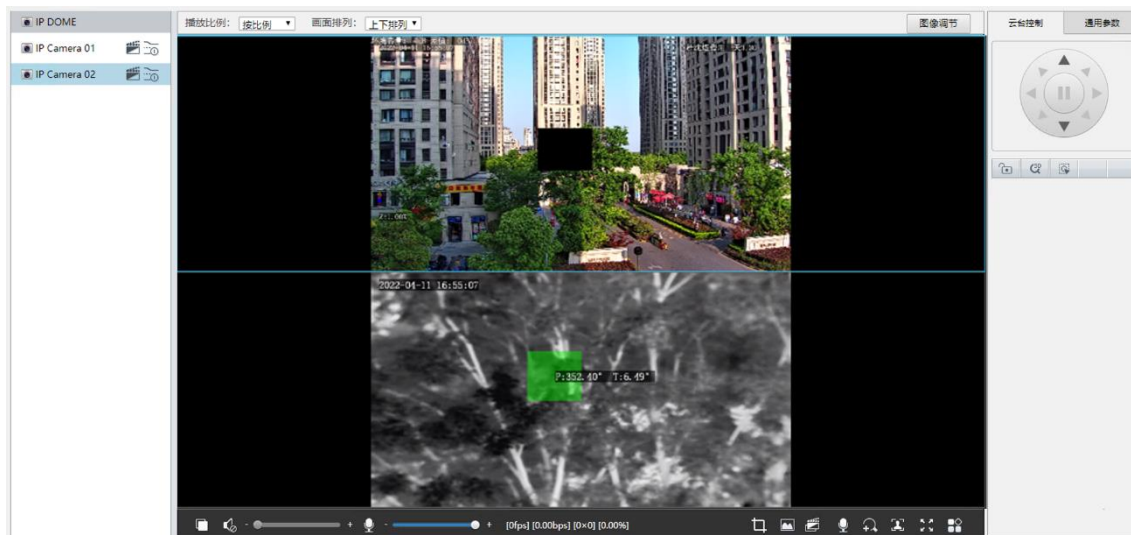 IP DOME
IP Camera 01
IP Camera 02
播放比例: 按比例 画面排列: 上下排列
图像调节
云台控制 通用参数
2022-04-11 16:55:07
P:352.40° T:6.49°
- + - + [0fps] [0.00bps] [0×0] [0.00%]